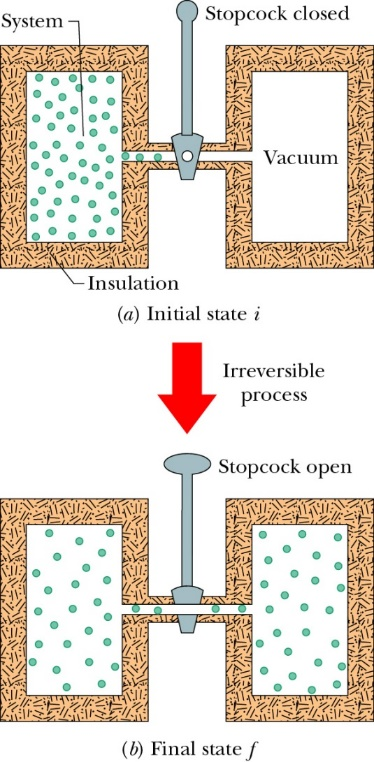 Stopcock closed
System
Vacuum
Insulation
(a) Initial state i
Irreversible
process
Stopcock open
(b) Final state f